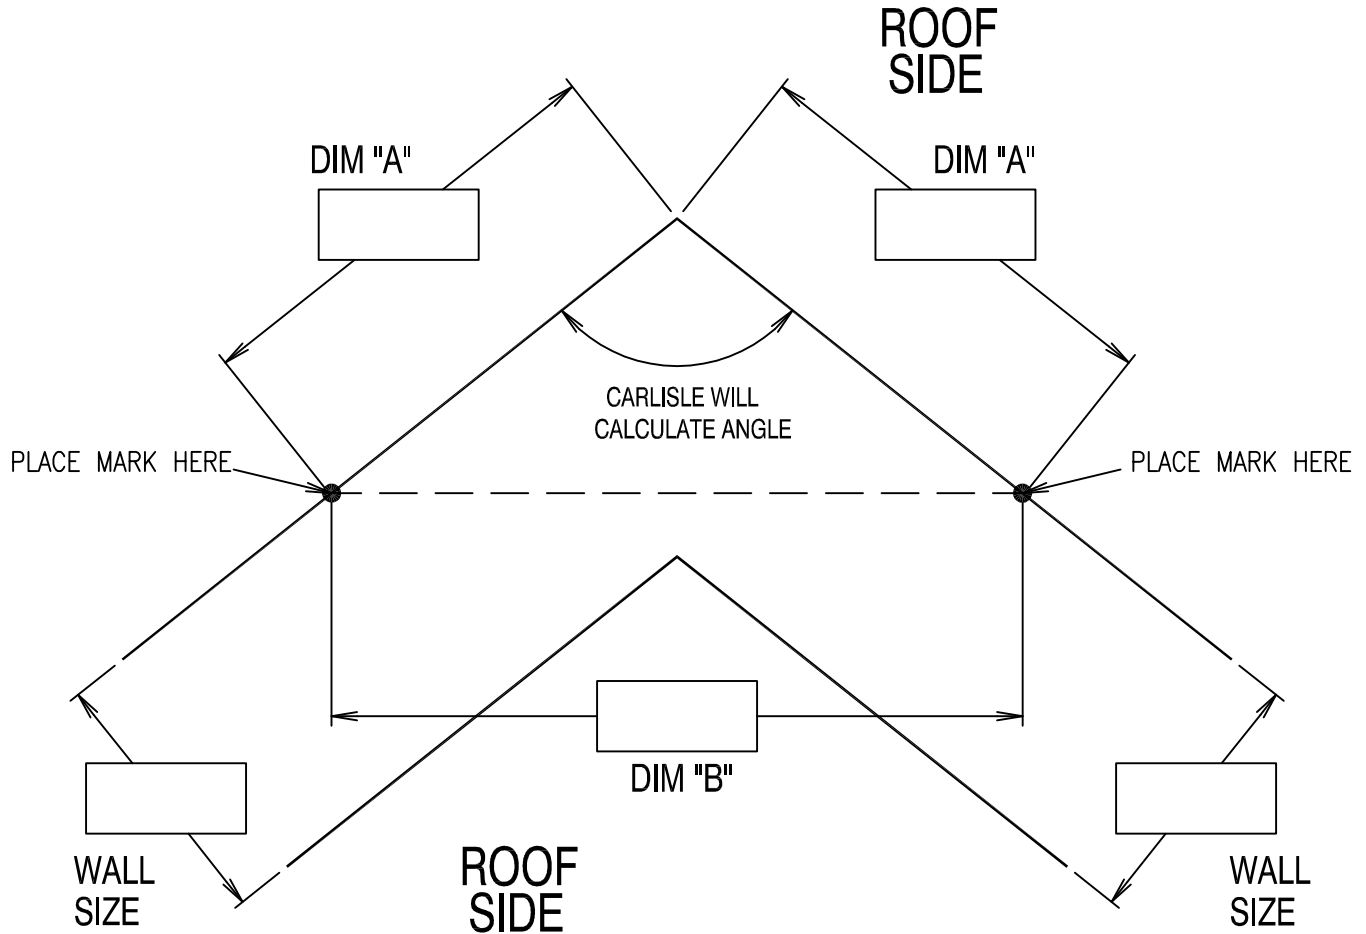 ROOF
SIDE
DIM "A"
DIM "A"
CARLISLE WILL
CALCULATE ANGLE
PLACE MARK HERE
PLACE MARK HERE
DIM "B"
WALL
SIZE
ROOF
SIDE
WALL
SIZE